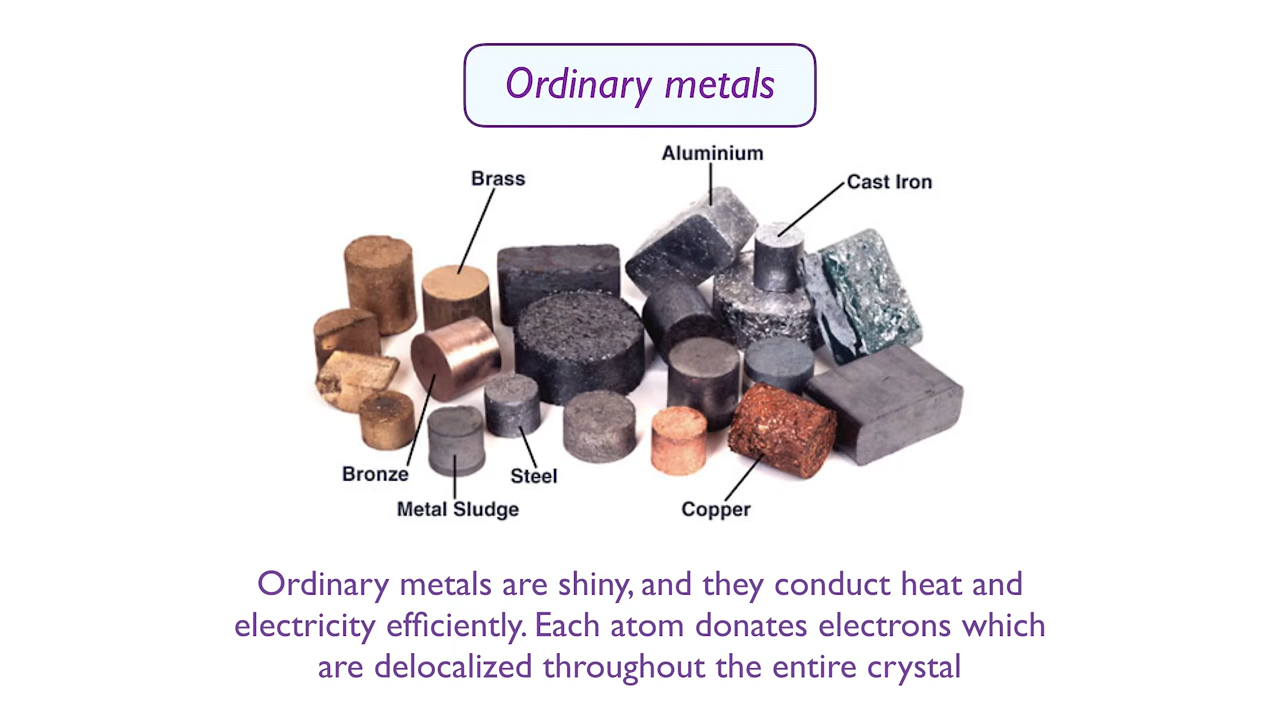 Ordinary metals
Aluminium
Brass
Cast Iron
Bronze
Steel
Metal Sludge
Copper
Ordinary metals are shiny, and they conduct heat and
electricity efficiently. Each atom donates electrons which
are delocalized throughout the entire crystal